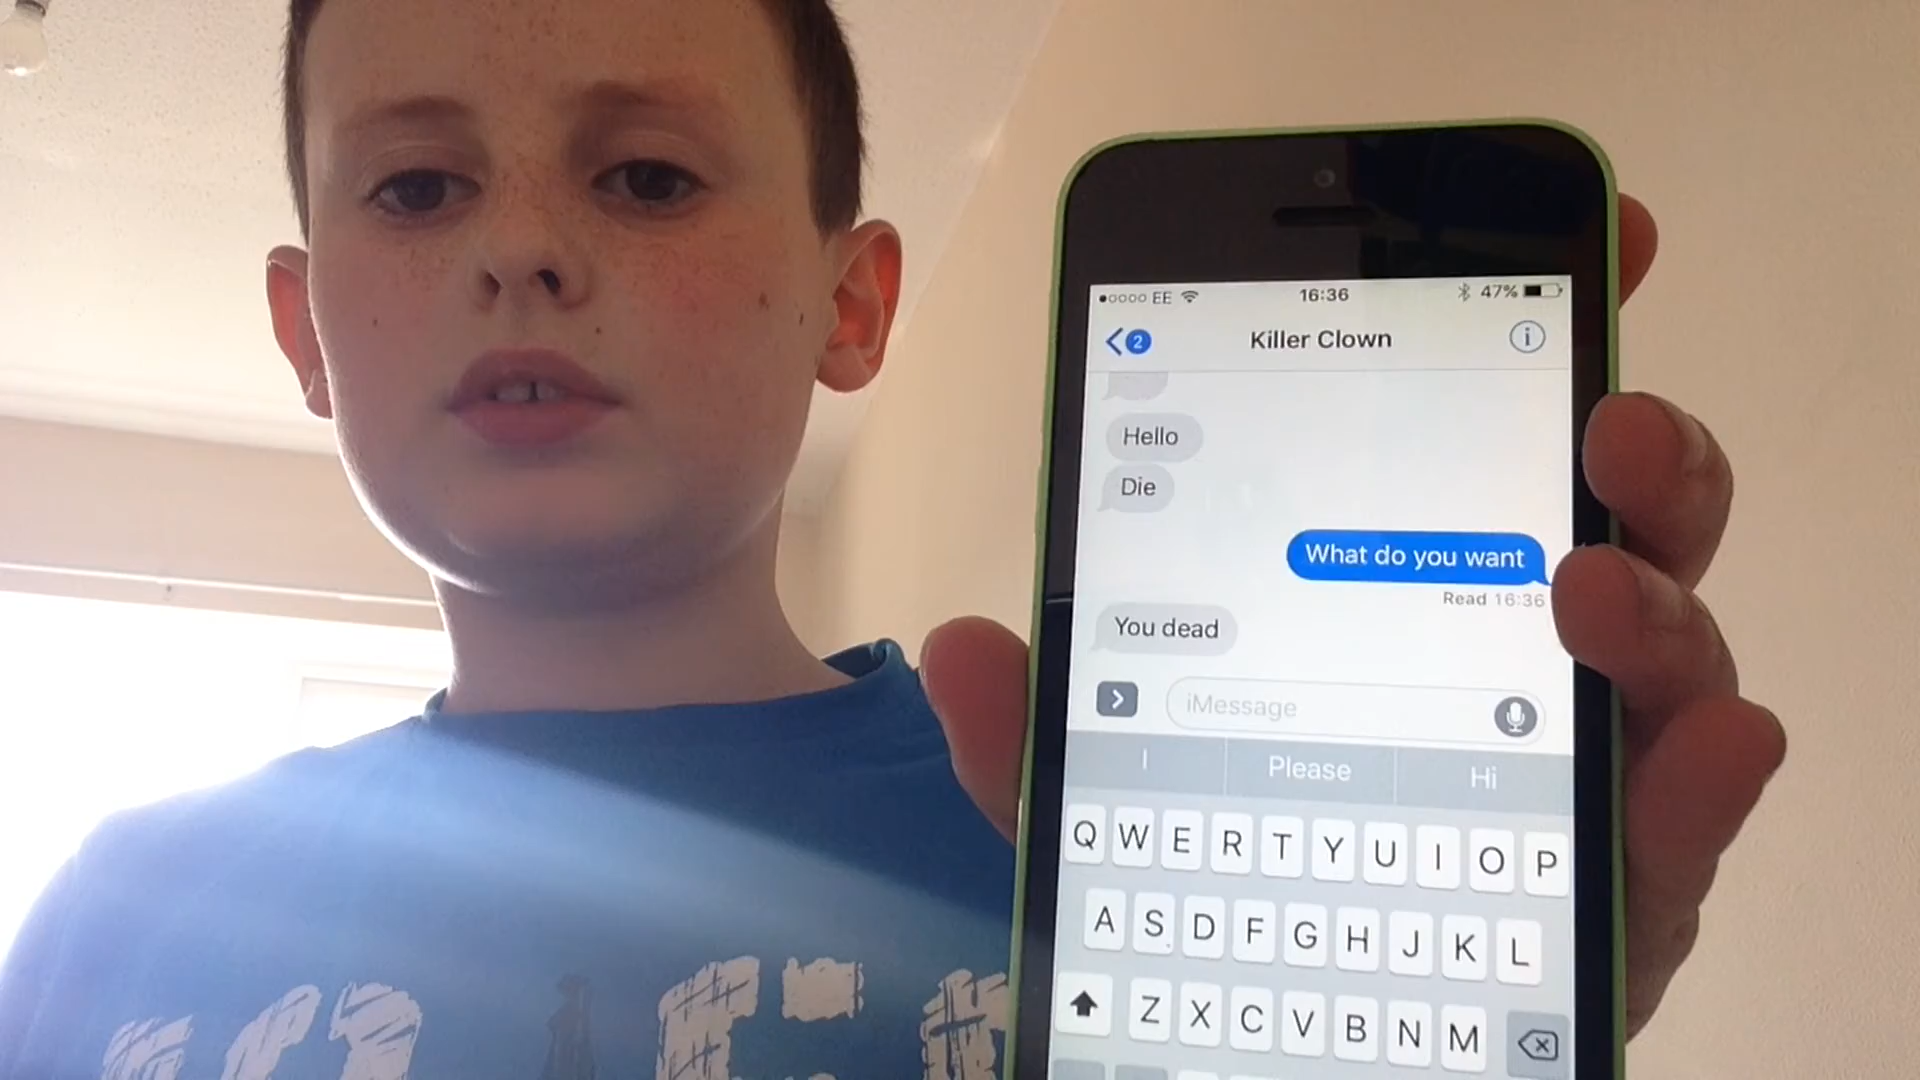 EE 16:36 47%
2 Killer Clown i
Hello
Die
What do you want
Read 16:36
You dead
iMessage
I Please Hi
Q W E R T Y U I O P
A S D F G H J K L
Z X C V B N M